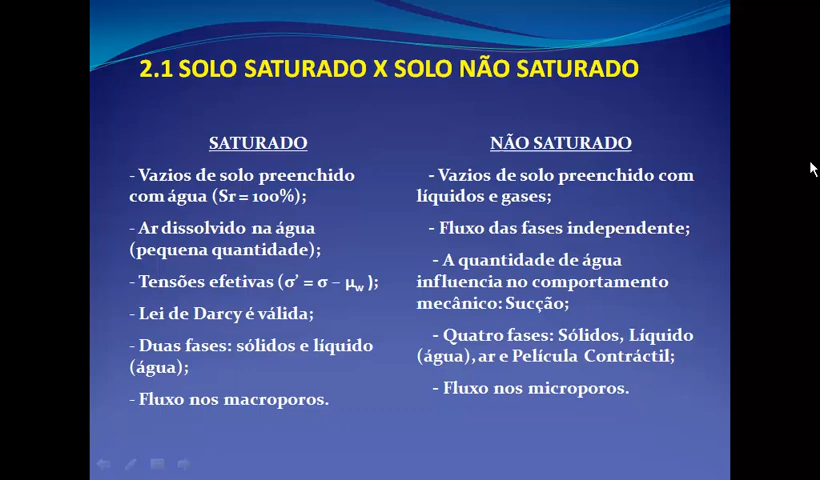 2.1 SOLO SATURADO X SOLO NÃO SATURADO
SATURADO
- Vazios de solo preenchido
com água (Sr = 100%);
- Ar dissolvido na água
(pequena quantidade);
- Tensões efetivas (σ’ = σ – μw );
- Lei de Darcy é válida;
- Duas fases: sólidos e líquido
(água);
- Fluxo nos macroporos.
NÃO SATURADO
- Vazios de solo preenchido com
líquidos e gases;
- Fluxo das fases independente;
- A quantidade de água
influencia no comportamento
mecânico: Sucção;
- Quatro fases: Sólidos, Líquido
(água), ar e Película Contráctil;
- Fluxo nos microporos.